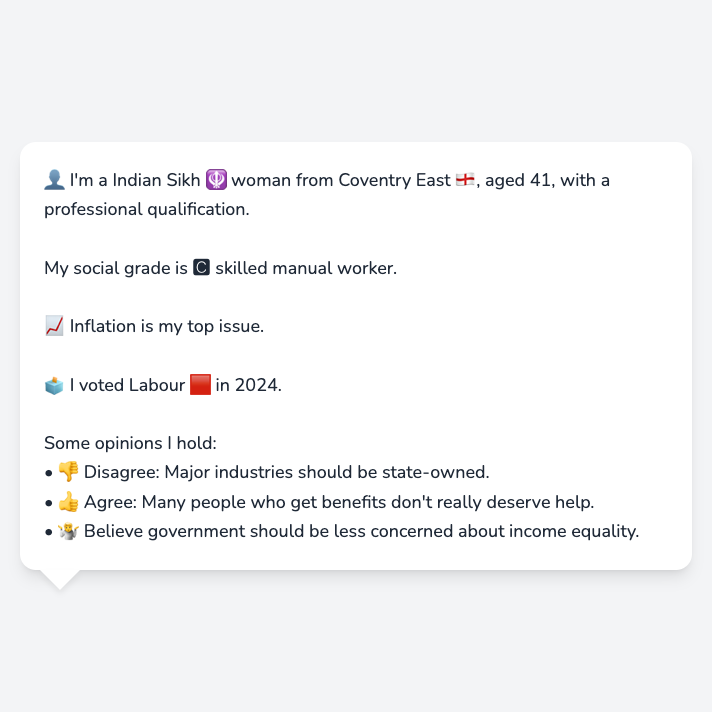 👤 I'm a Indian Sikh 🪯 woman from Coventry East 🏴󠁧󠁢󠁥󠁮󠁧󠁿, aged 41, with a
professional qualification.
My social grade is 🅲 skilled manual worker.
📈 Inflation is my top issue.
🗳️ I voted Labour 🟥 in 2024.
Some opinions I hold:
• 👎 Disagree: Major industries should be state-owned.
• 👍 Agree: Many people who get benefits don't really deserve help.
• 🤷 Believe government should be less concerned about income equality.